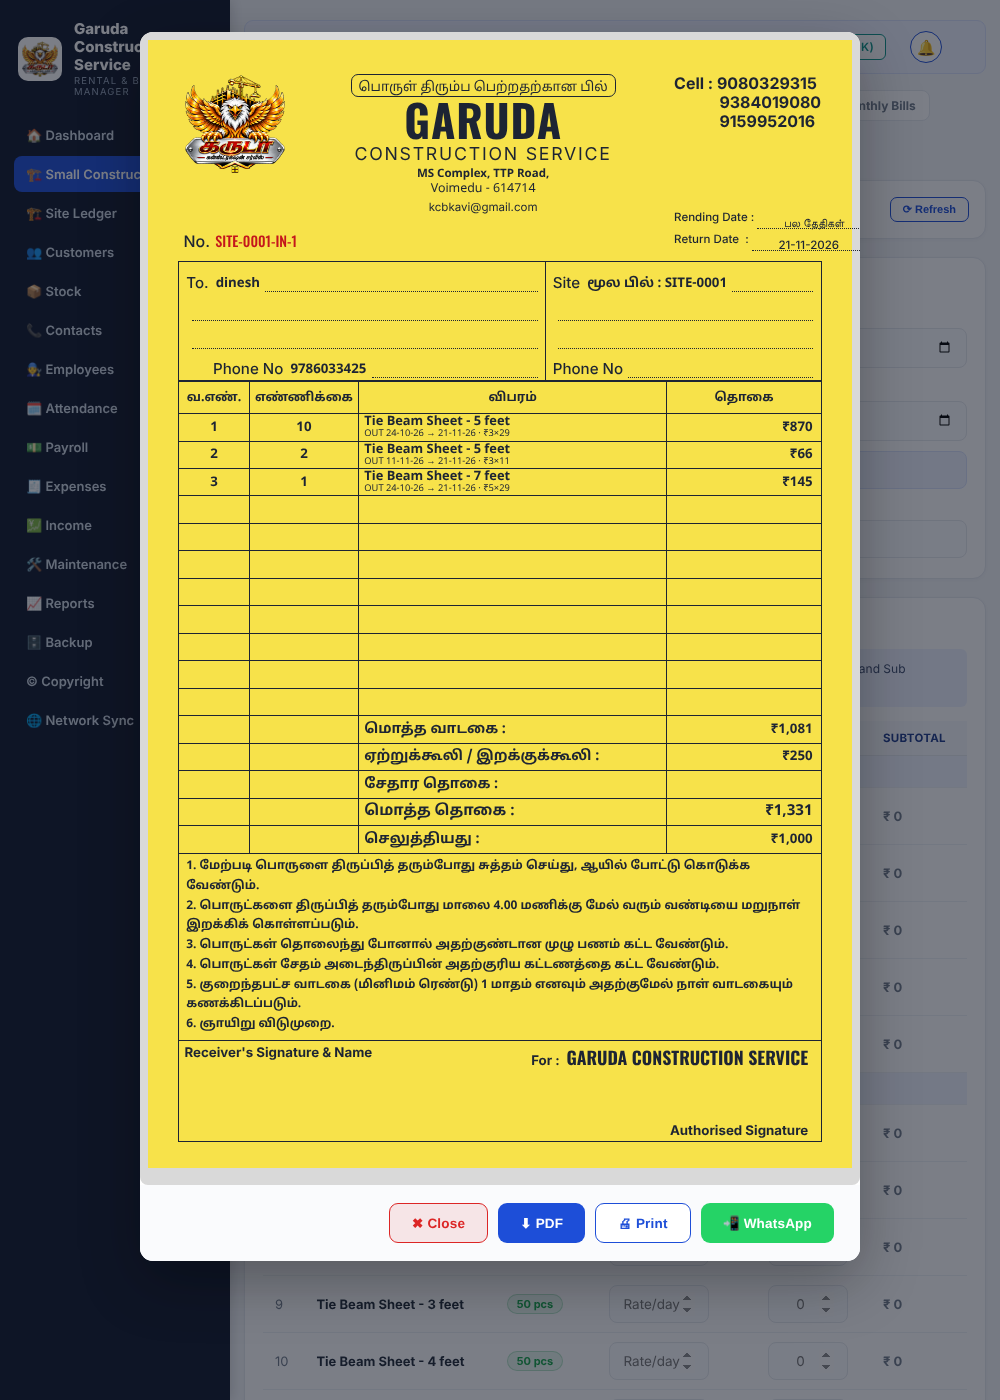 Garuda
Construc
Service
RENTAL & B
MANAGER
🏠 Dashboard
🏗️ Small Construc
🏗️ Site Ledger
👥 Customers
📦 Stock
📞 Contacts
👷 Employees
🗓️ Attendance
💵 Payroll
🧾 Expenses
💹 Income
🛠️ Maintenance
📈 Reports
🗄️ Backup
© Copyright
🌐 Network Sync
K)
🔔
nthly Bills
⟳ Refresh
and Sub
SUBTOTAL
₹ 0
₹ 0
₹ 0
₹ 0
₹ 0
₹ 0
₹ 0
₹ 0
9 Tie Beam Sheet - 3 feet 50 pcs Rate/day 0 ₹ 0
10 Tie Beam Sheet - 4 feet 50 pcs Rate/day 0 ₹ 0
கருடா
கன்ஸ்ட்ரக்ஷன் சர்வீஸ்
பொருள் திரும்ப பெற்றதற்கான பில்
GARUDA
CONSTRUCTION SERVICE
MS Complex, TTP Road,
Voimedu - 614714
kcbkavi@gmail.com
Cell : 9080329315
9384019080
9159952016
Rending Date : பல தேதிகள்
Return Date : 21-11-2026
No. SITE-0001-IN-1
To. dinesh
Phone No 9786033425
Site மூல பில் : SITE-0001
Phone No
வ.எண். எண்ணிக்கை விபரம் தொகை
1 10 Tie Beam Sheet - 5 feet ₹870
OUT 24-10-26 → 21-11-26 · ₹3×29
2 2 Tie Beam Sheet - 5 feet ₹66
OUT 11-11-26 → 21-11-26 · ₹3×11
3 1 Tie Beam Sheet - 7 feet ₹145
OUT 24-10-26 → 21-11-26 · ₹5×29
மொத்த வாடகை : ₹1,081
ஏற்றுக்கூலி / இறக்குக்கூலி : ₹250
சேதார தொகை :
மொத்த தொகை : ₹1,331
செலுத்தியது : ₹1,000
1. மேற்படி பொருளை திருப்பித் தரும்போது சுத்தம் செய்து, ஆயில் போட்டு கொடுக்க
வேண்டும்.
2. பொருட்களை திருப்பித் தரும்போது மாலை 4.00 மணிக்கு மேல் வரும் வண்டியை மறுநாள்
இறக்கிக் கொள்ளப்படும்.
3. பொருட்கள் தொலைந்து போனால் அதற்குண்டான முழு பணம் கட்ட வேண்டும்.
4. பொருட்கள் சேதம் அடைந்திருப்பின் அதற்குரிய கட்டணத்தை கட்ட வேண்டும்.
5. குறைந்தபட்ச வாடகை (மினிமம் ரெண்டு) 1 மாதம் எனவும் அதற்குமேல் நாள் வாடகையும்
கணக்கிடப்படும்.
6. ஞாயிறு விடுமுறை.
Receiver's Signature & Name
For : GARUDA CONSTRUCTION SERVICE
Authorised Signature
✖ Close
⬇ PDF
🖨 Print
📲 WhatsApp